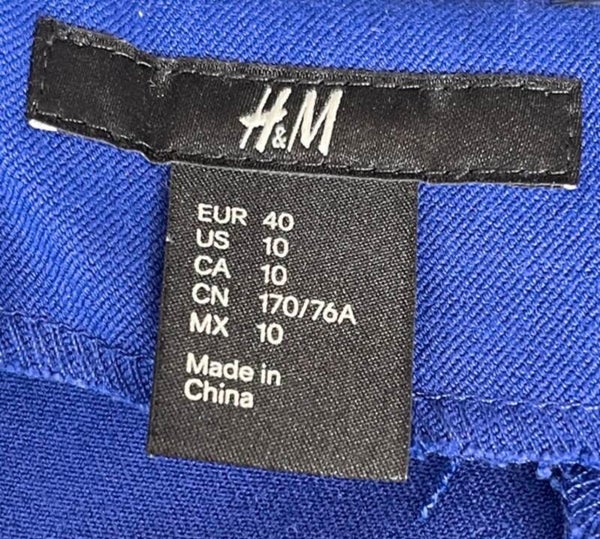 H&M
EUR 40
US 10
CA 10
CN 170/76A
MX 10
Made in
China